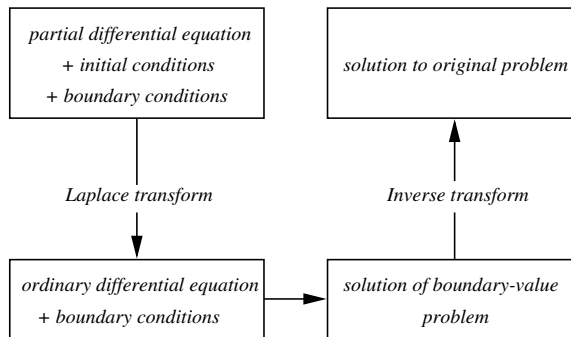 partial differential equation
+ initial conditions
+ boundary conditions
solution to original problem
Laplace transform
Inverse transform
ordinary differential equation
+ boundary conditions
solution of boundary-value
problem